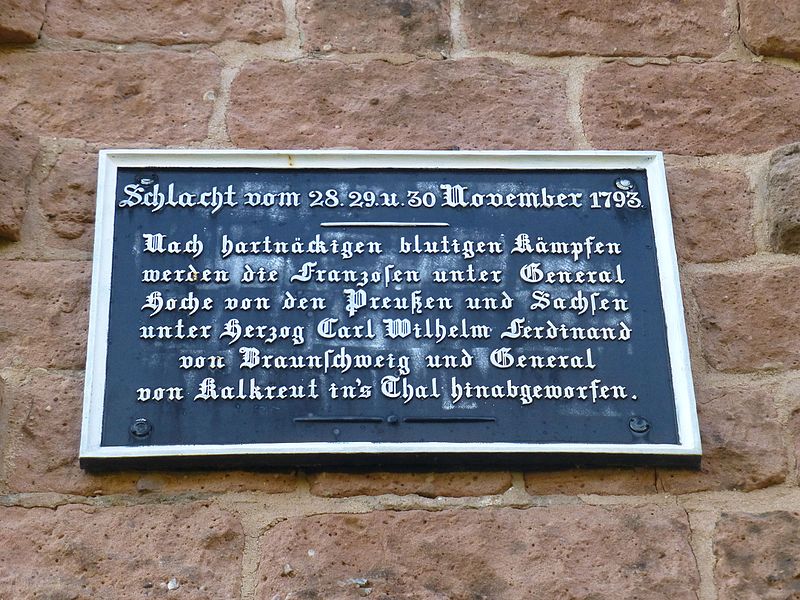 Schlacht vom 28. 29. u. 30 November 1793.
Nach hartnäckigen blutigen Kämpfen
werden die Franzoſen unter General
Hoche von den Preußen und Sachſen
unter Herzog Carl Wilhelm Ferdinand
von Braunſchweig und General
von Kalkreut in's Thal hinabgeworfen.